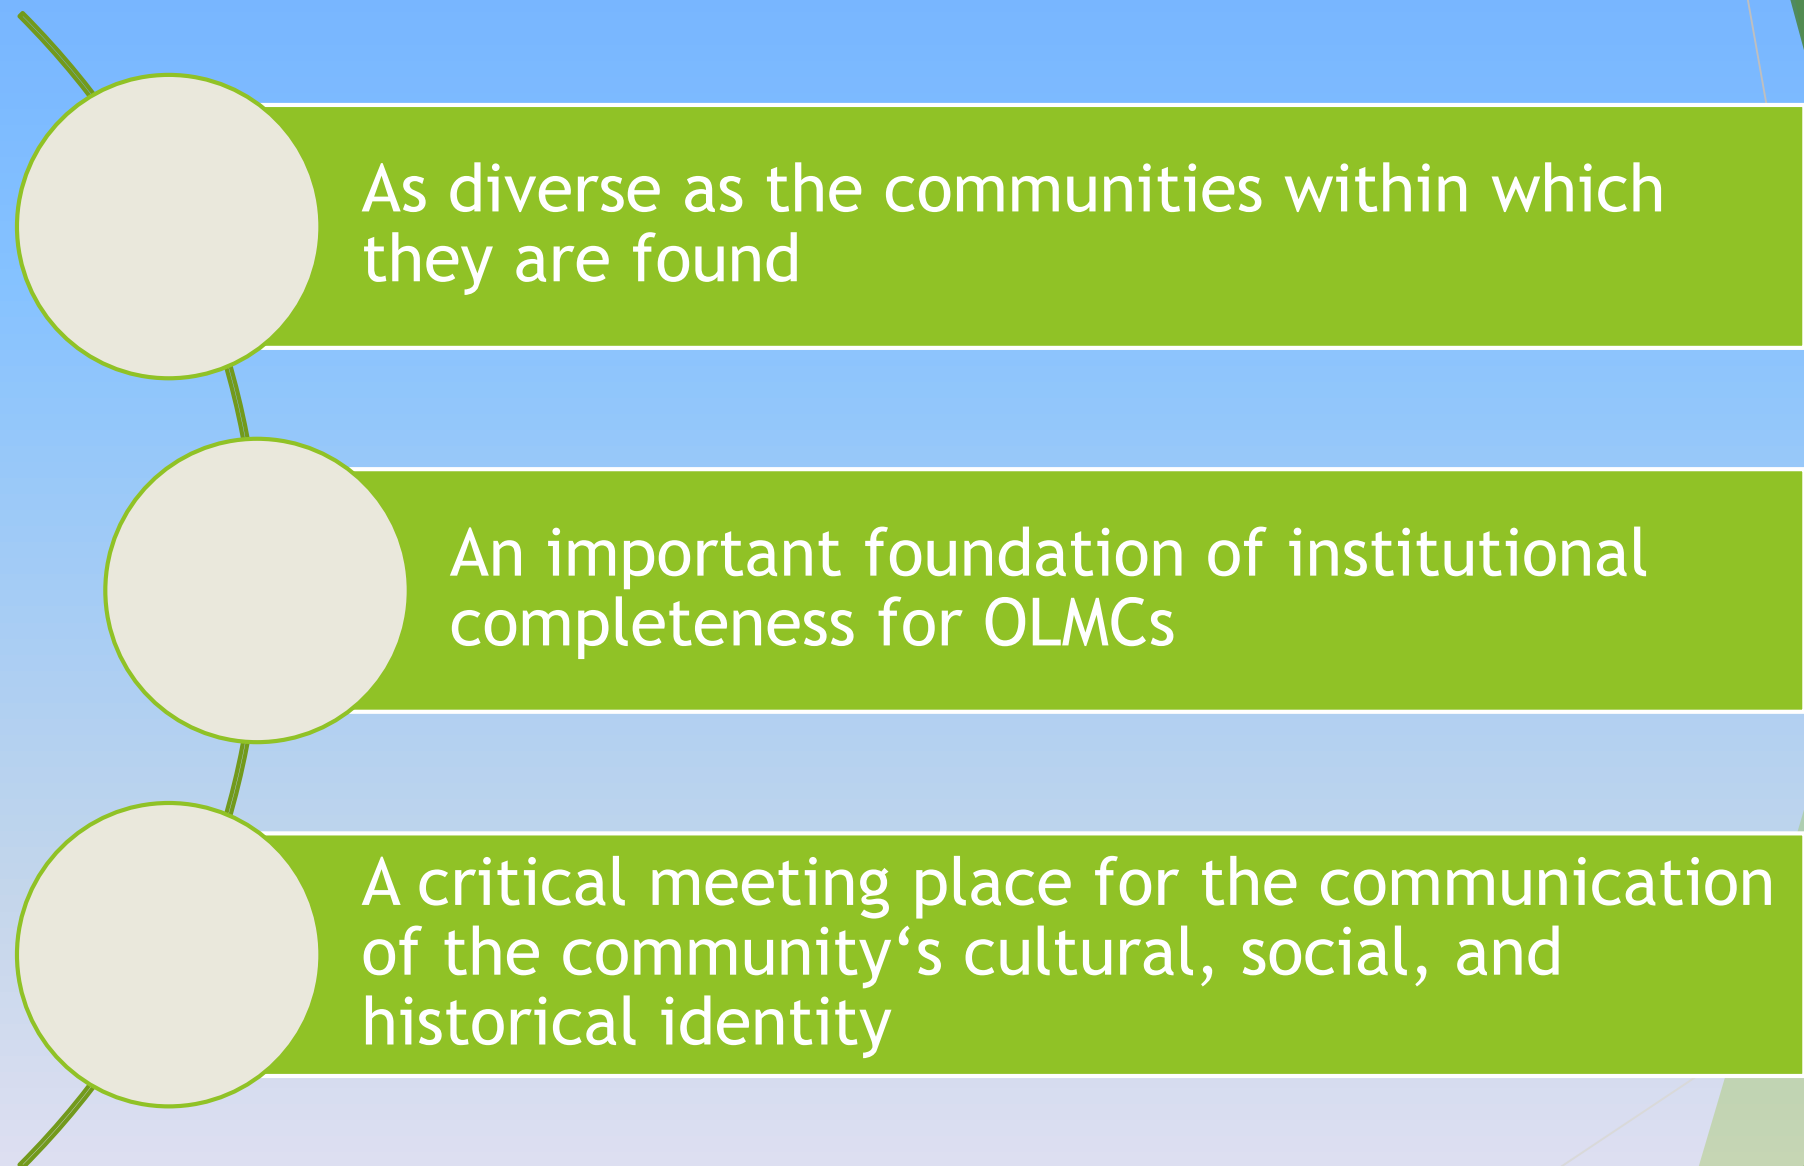 As diverse as the communities within which
they are found
An important foundation of institutional
completeness for OLMCs
A critical meeting place for the communication
of the community‘s cultural, social, and
historical identity